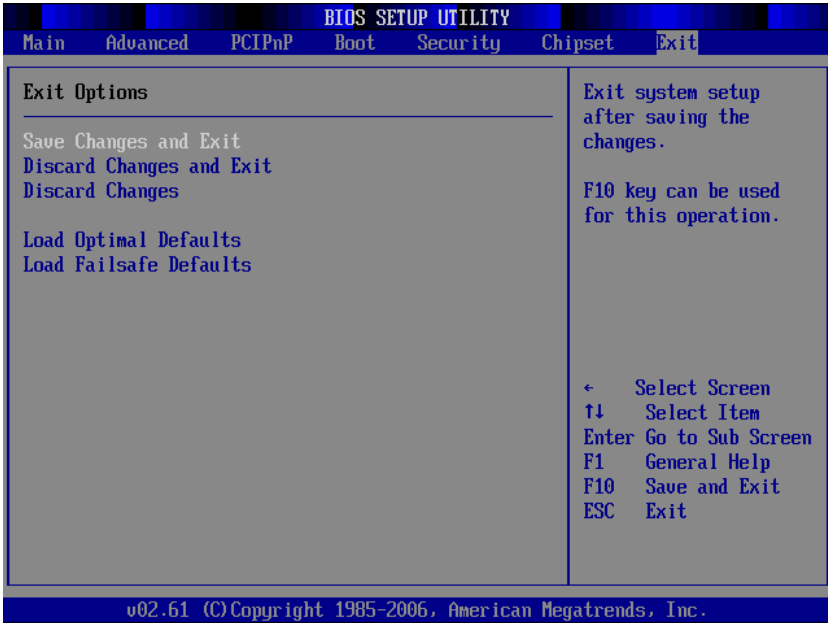 BIOS SETUP UTILITY
Main Advanced PCIPnP Boot Security Chipset Exit
Exit Options
Save Changes and Exit
Discard Changes and Exit
Discard Changes
Load Optimal Defaults
Load Failsafe Defaults
Exit system setup
after saving the
changes.
F10 key can be used
for this operation.
← Select Screen
↑↓ Select Item
Enter Go to Sub Screen
F1 General Help
F10 Save and Exit
ESC Exit
v02.61 (C)Copyright 1985-2006, American Megatrends, Inc.